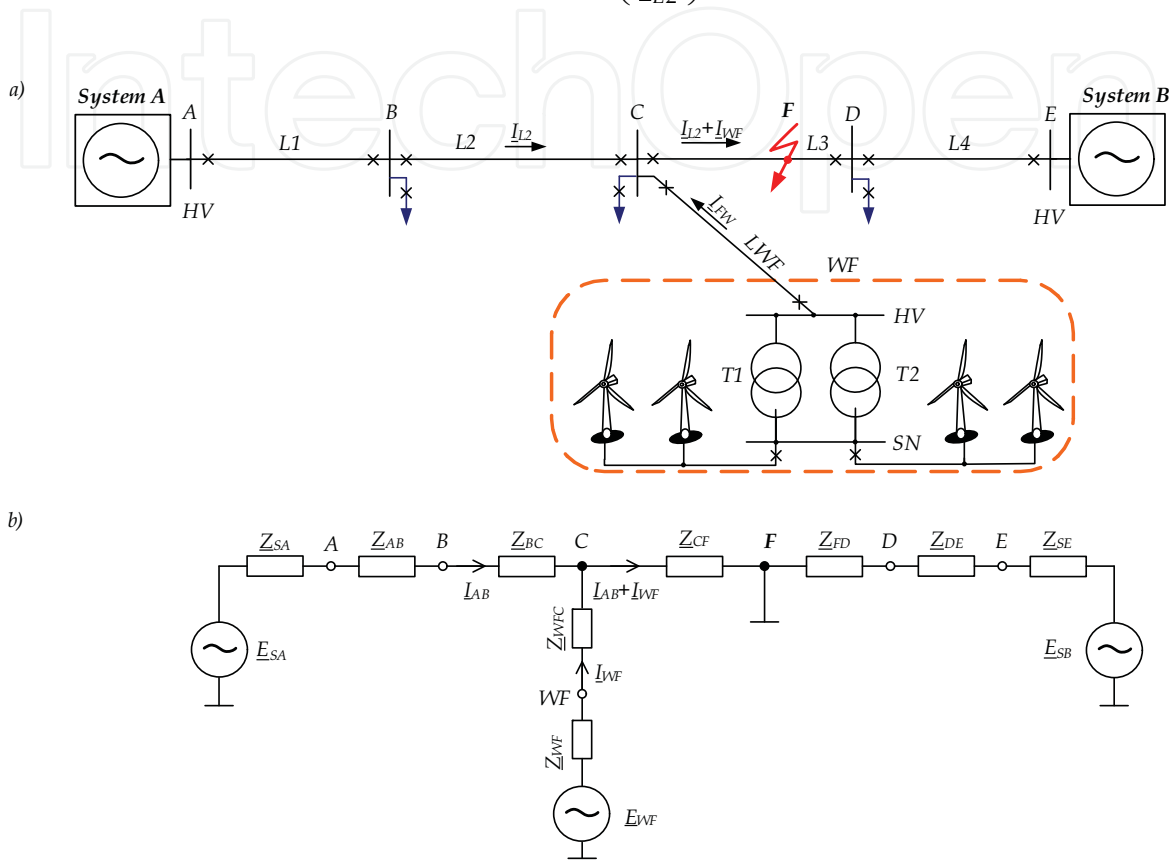 ( Z_L2 )
IntechOpen
a)
System A
System B
A
B
C
D
E
F
L1
L2
L3
L4
I_L2
I_L2+I_WF
HV
HV
I_FW
LWF
WF
HV
T1
T2
SN
b)
Z_SA
A
Z_AB
B
Z_BC
C
Z_CF
F
Z_FD
D
Z_DE
E
Z_SE
I_AB
I_AB+I_WF
Z_WFC
E_SA
E_SB
I_WF
WF
Z_WF
E_WF